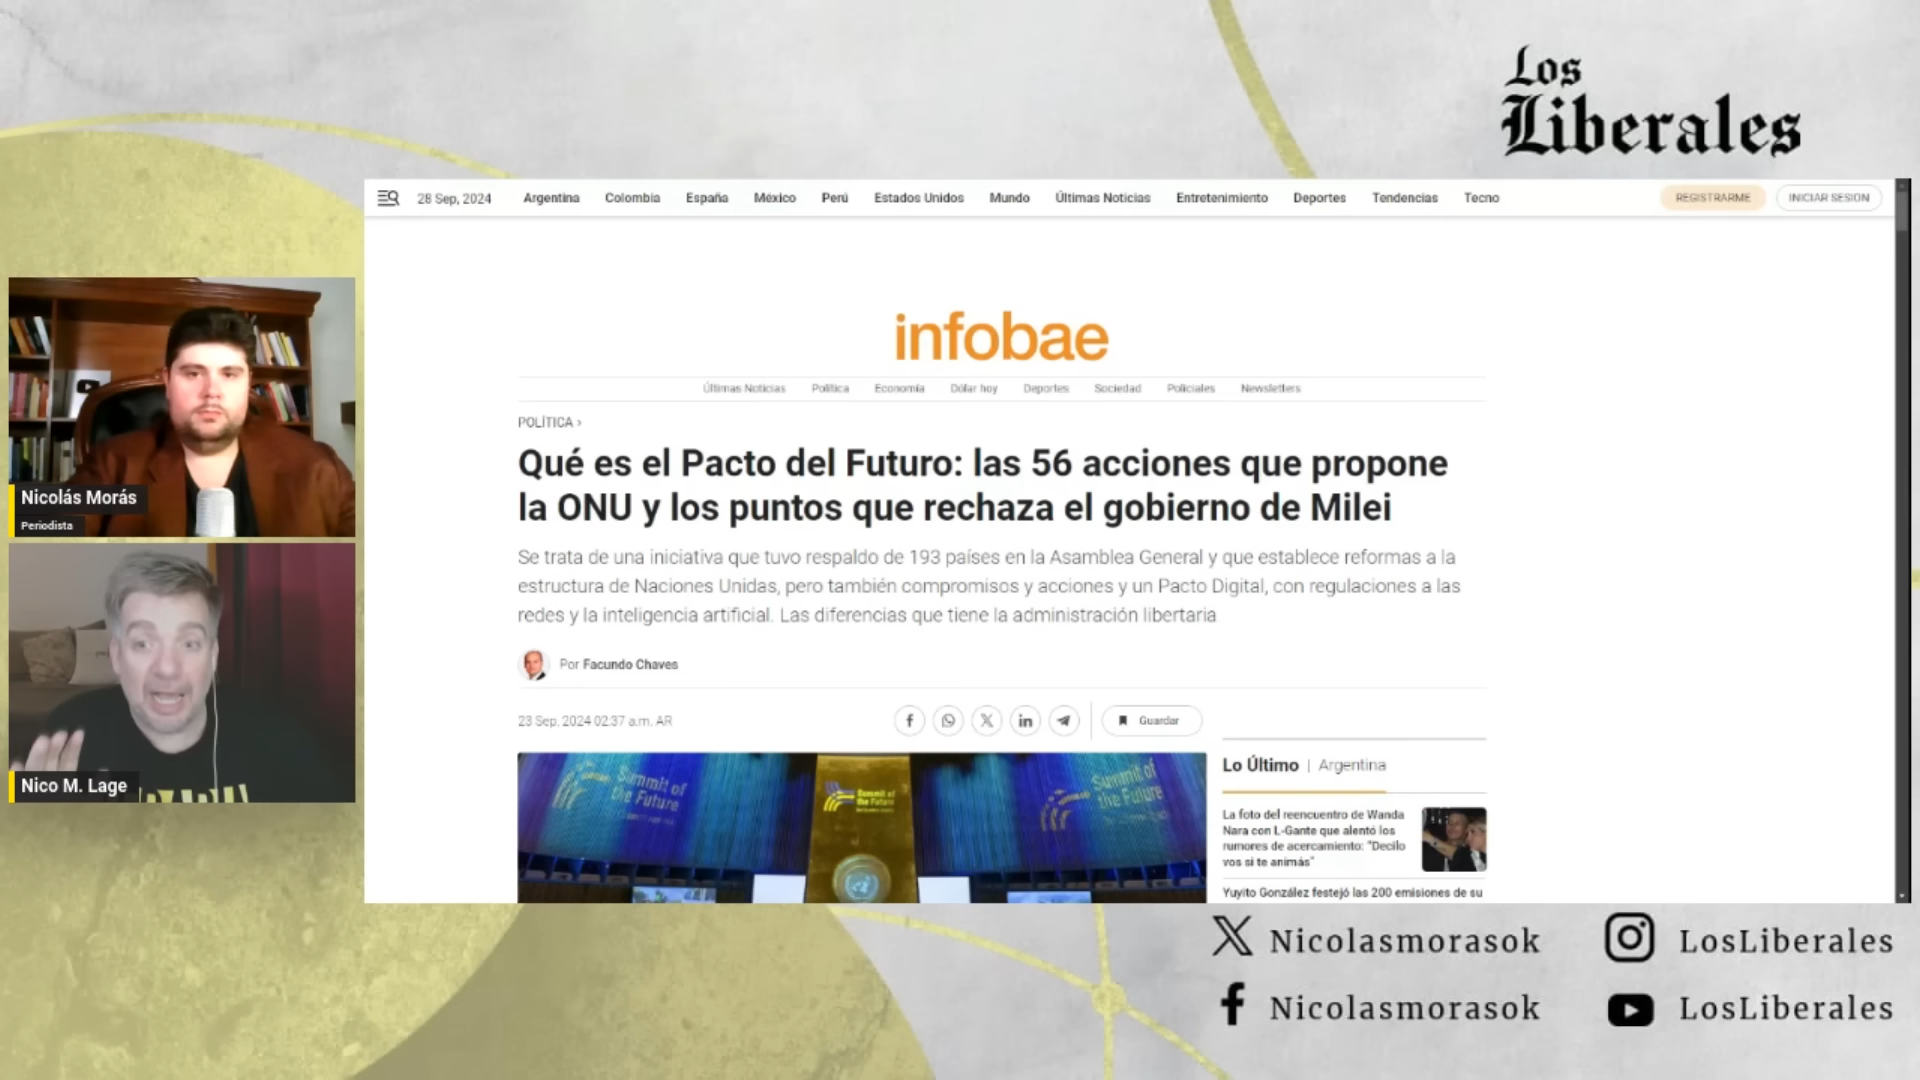 Los
Liberales
28 Sep, 2024
Argentina
Colombia
España
México
Perú
Estados Unidos
Mundo
Últimas Noticias
Entretenimiento
Deportes
Tendencias
Tecno
REGISTRARME
INICIAR SESION
infobae
Últimas Noticias
Política
Economía
Dólar hoy
Deportes
Sociedad
Policiales
Newsletters
POLÍTICA ›
Qué es el Pacto del Futuro: las 56 acciones que propone
la ONU y los puntos que rechaza el gobierno de Milei
Se trata de una iniciativa que tuvo respaldo de 193 países en la Asamblea General y que establece reformas a la
estructura de Naciones Unidas, pero también compromisos y acciones y un Pacto Digital, con regulaciones a las
redes y la inteligencia artificial. Las diferencias que tiene la administración libertaria
Por Facundo Chaves
23 Sep, 2024 02:37 a.m. AR
Guardar
Summit of
the Future
Summit of
the Future
Summit of
the Future
Lo Último | Argentina
La foto del reencuentro de Wanda
Nara con L-Gante que alentó los
rumores de acercamiento: "Decilo
vos si te animás"
Yuyito González festejó las 200 emisiones de su
Nicolás Morás
Periodista
Nico M. Lage
Nicolasmorasok
LosLiberales
Nicolasmorasok
LosLiberales